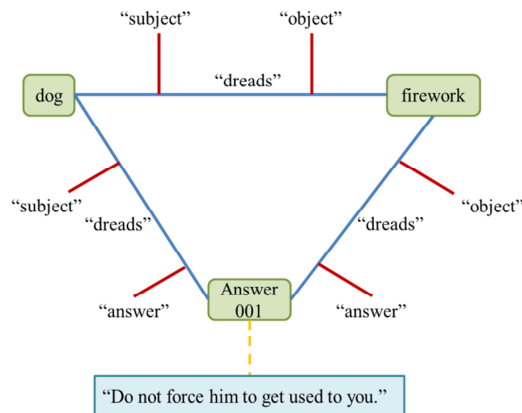 “subject”
“object”
“dreads”
dog
firework
“subject”
“object”
“dreads”
“dreads”
Answer
001
“answer”
“answer”
“Do not force him to get used to you.”